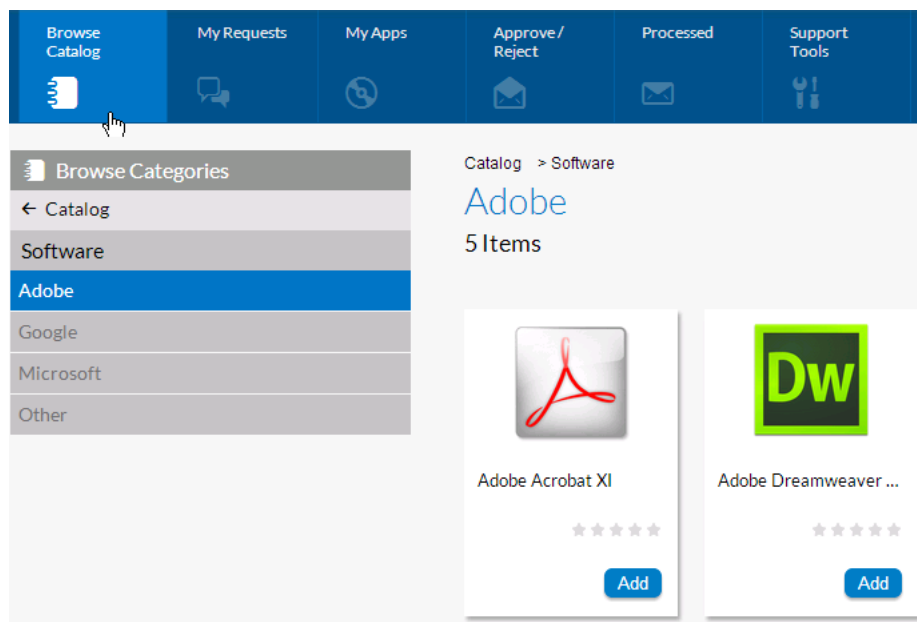 Browse
Catalog
My Requests
My Apps
Approve /
Reject
Processed
Support
Tools
Browse Categories
← Catalog
Software
Adobe
Google
Microsoft
Other
Catalog > Software
Adobe
5 Items
Dw
Adobe Acrobat XI
Adobe Dreamweaver ...
Add
Add